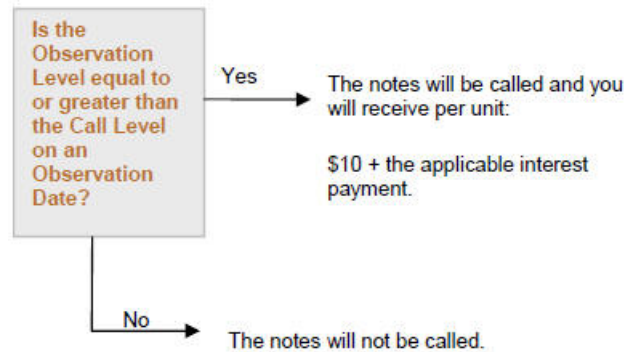 Is the
Observation
Level equal to
or greater than
the Call Level
on an
Observation
Date?
Yes
The notes will be called and you
will receive per unit:
$10 + the applicable interest
payment.
No
The notes will not be called.